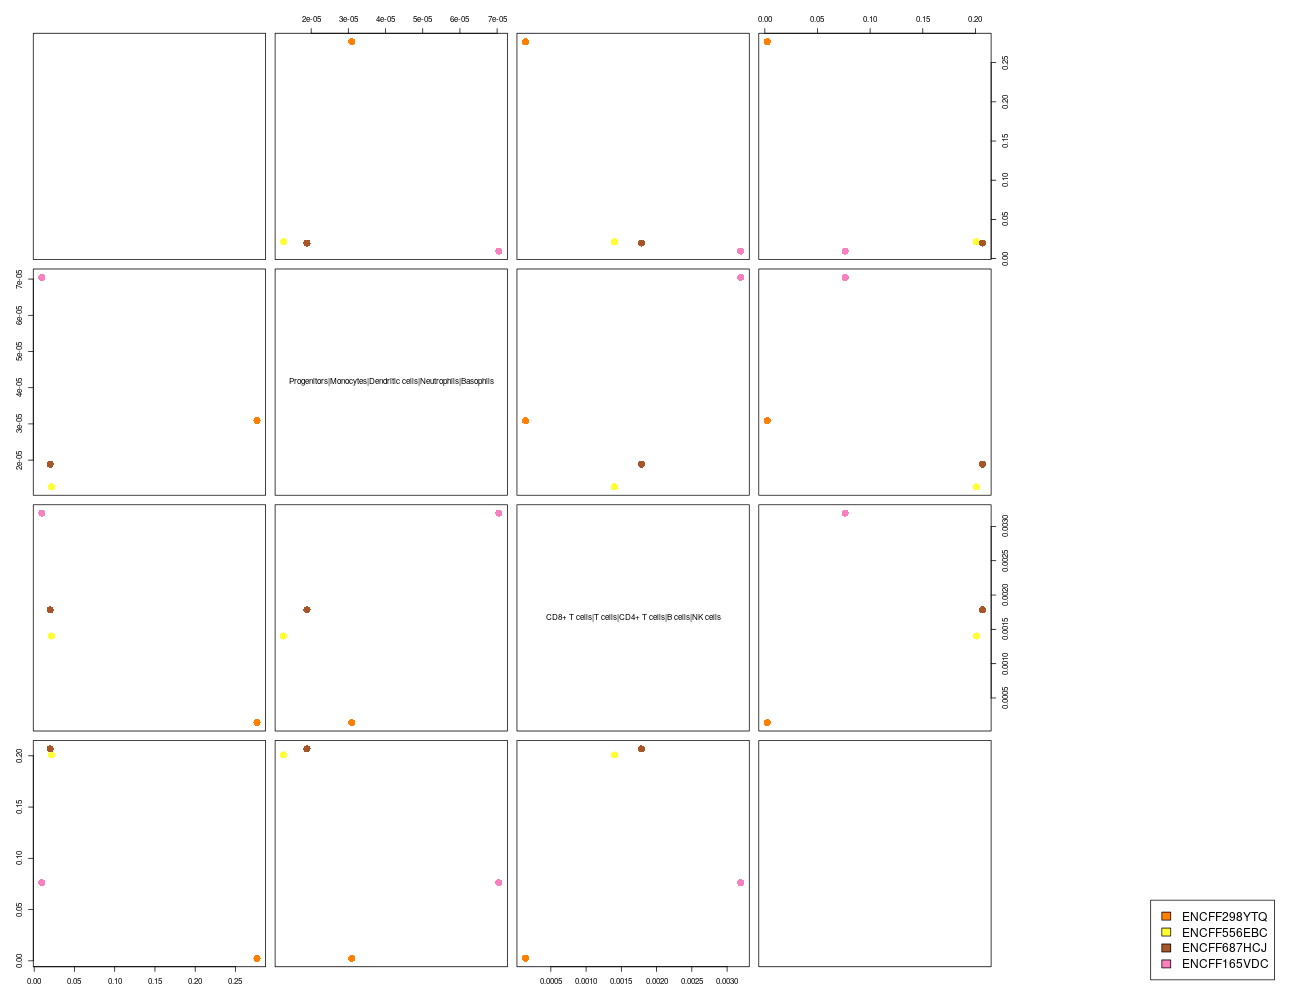 2e-05 3e-05 4e-05 5e-05 6e-05 7e-05
0.00 0.05 0.10 0.15 0.20
0.00 0.05 0.10 0.15 0.20 0.25
2e-05 3e-05 4e-05 5e-05 6e-05 7e-05
Progenitors|Monocytes|Dendritic cells|Neutrophils|Basophils
CD8+ T cells|T cells|CD4+ T cells|B cells|NK cells
0.0005 0.0010 0.0015 0.0020 0.0025 0.0030
0.00 0.05 0.10 0.15 0.20
0.00 0.05 0.10 0.15 0.20 0.25
0.0005 0.0010 0.0015 0.0020 0.0025 0.0030
ENCFF298YTQ
ENCFF556EBC
ENCFF687HCJ
ENCFF165VDC